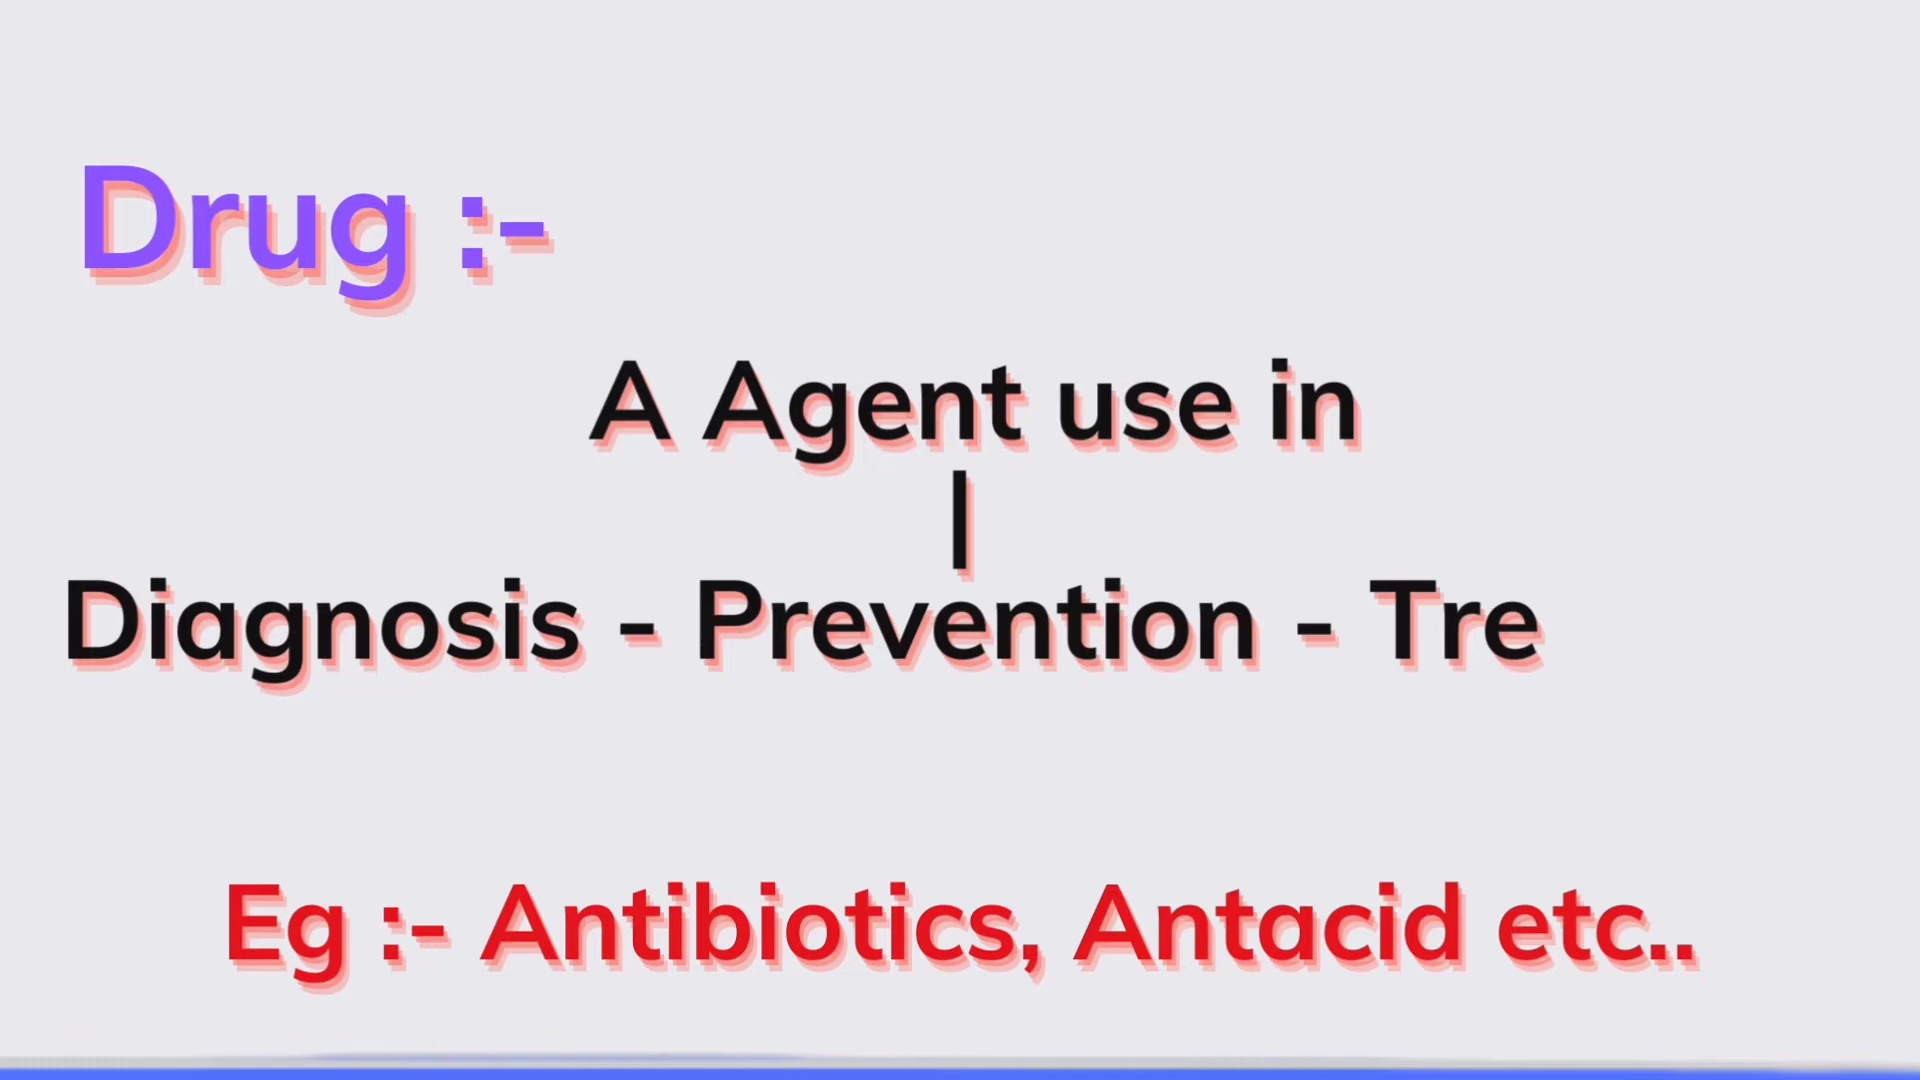 Drug :-
A Agent use in
|
Diagnosis - Prevention - Tre
Eg :- Antibiotics, Antacid etc..